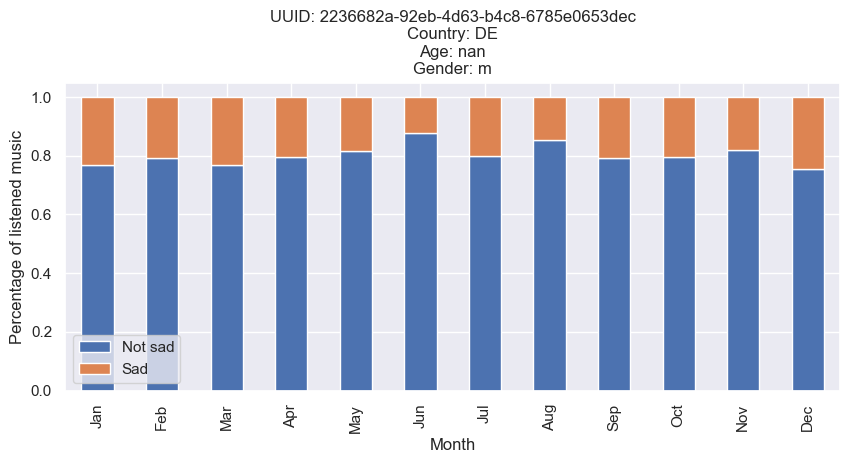 UUID: 2236682a-92eb-4d63-b4c8-6785e0653dec
Country: DE
Age: nan
Gender: m
Percentage of listened music
1.0
0.8
0.6
0.4
0.2
0.0
Not sad
Sad
Jan
Feb
Mar
Apr
May
Jun
Jul
Aug
Sep
Oct
Nov
Dec
Month